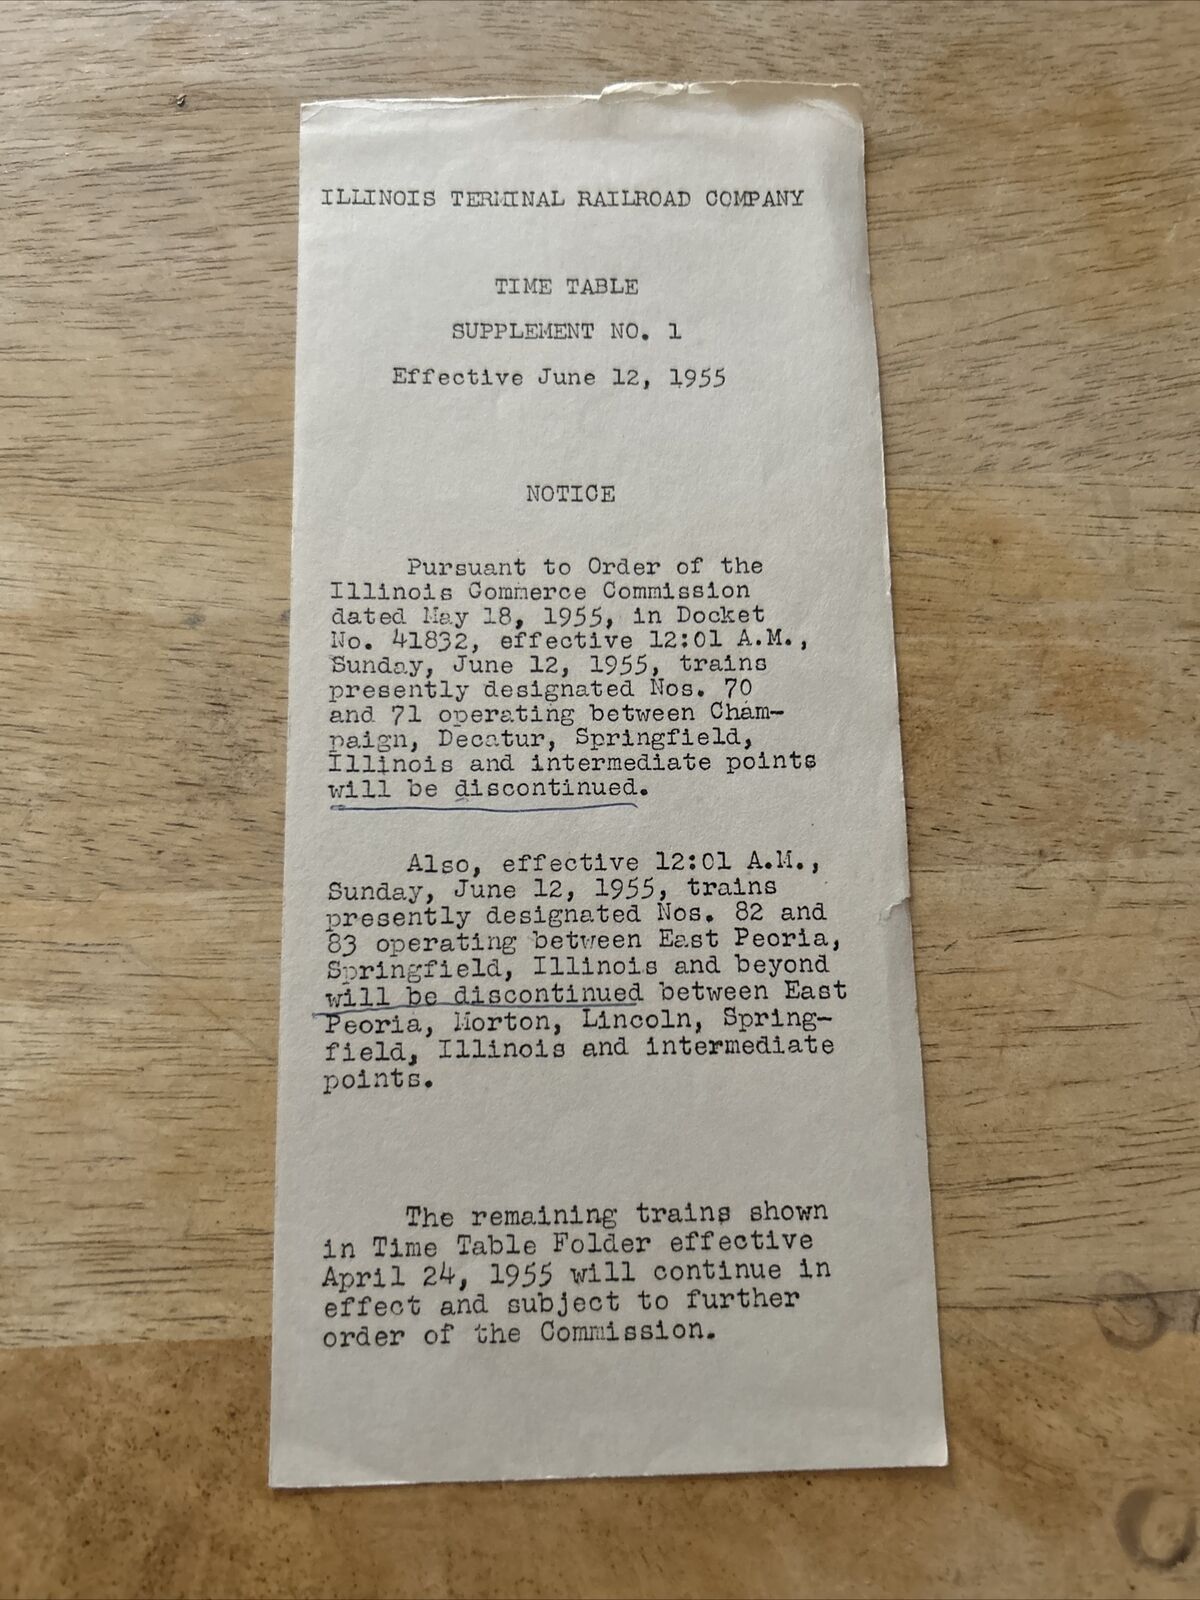 ILLINOIS TERMINAL RAILROAD COMPANY
TIME TABLE
SUPPLEMENT NO. 1
Effective June 12, 1955
NOTICE
Pursuant to Order of the
Illinois Commerce Commission
dated May 18, 1955, in Docket
No. 41832, effective 12:01 A.M.,
Sunday, June 12, 1955, trains
presently designated Nos. 70
and 71 operating between Cham-
paign, Decatur, Springfield,
Illinois and intermediate points
will be discontinued.
Also, effective 12:01 A.M.,
Sunday, June 12, 1955, trains
presently designated Nos. 82 and
83 operating between East Peoria,
Springfield, Illinois and beyond
will be discontinued between East
Peoria, Morton, Lincoln, Spring-
field, Illinois and intermediate
points.
The remaining trains shown
in Time Table Folder effective
April 24, 1955 will continue in
effect and subject to further
order of the Commission.